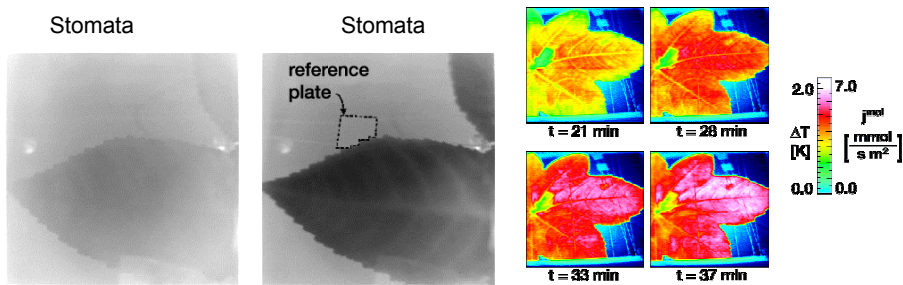 Stomata
Stomata
reference
plate
t = 21 min
t = 28 min
t = 33 min
t = 37 min
2.0
7.0
ΔT
[K]
j^mol
[ mmol
s m² ]
0.0
0.0